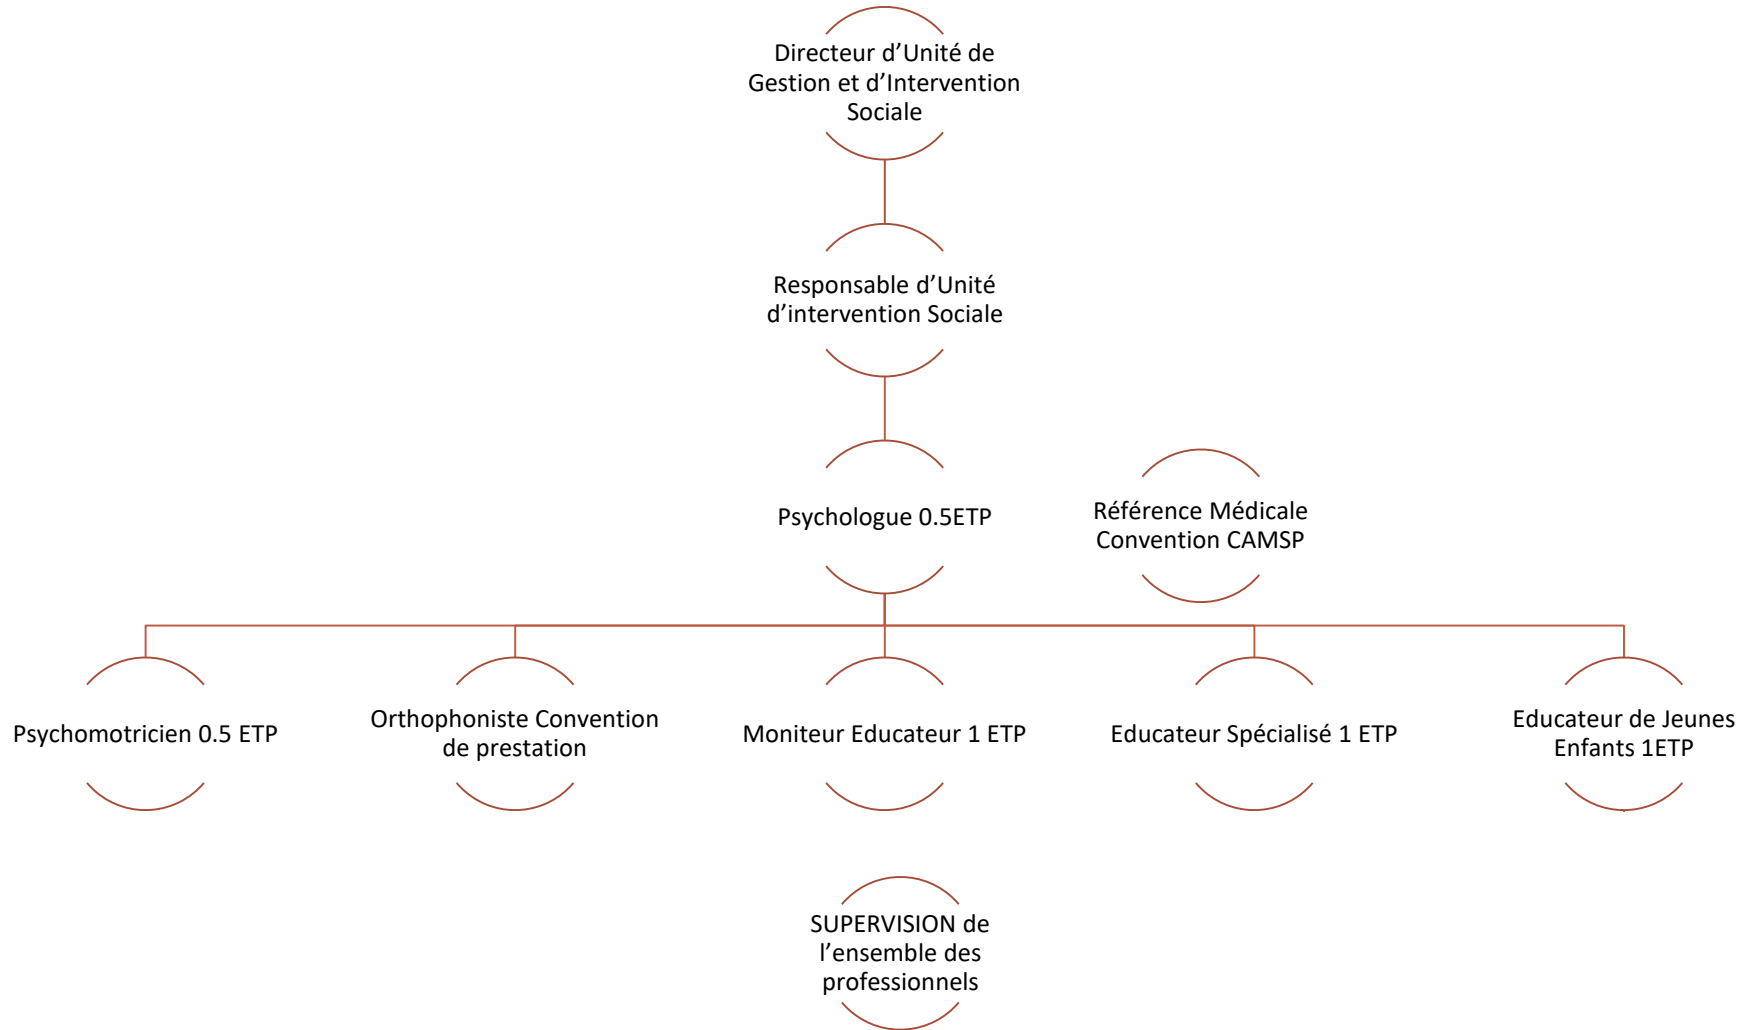 Directeur d’Unité de
Gestion et d’Intervention
Sociale
Responsable d’Unité
d’intervention Sociale
Psychologue 0.5ETP
Référence Médicale
Convention CAMSP
Psychomotricien 0.5 ETP
Orthophoniste Convention
de prestation
Moniteur Educateur 1 ETP
Educateur Spécialisé 1 ETP
Educateur de Jeunes
Enfants 1ETP
SUPERVISION de
l’ensemble des
professionnels